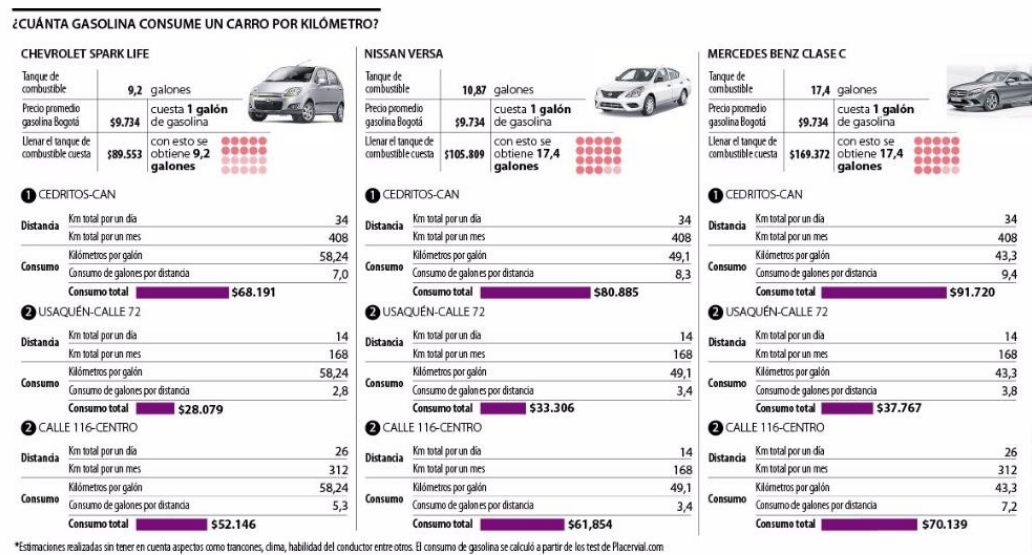 ¿CUÁNTA GASOLINA CONSUME UN CARRO POR KILÓMETRO?
CHEVROLET SPARK LIFE
Tanque de
combustible 9,2 galones
Precio promedio
gasolina Bogotá $9.734 cuesta 1 galón
de gasolina
Llenar el tanque de
combustible cuesta $89.553 con esto se
obtiene 9,2
galones
1 CEDRITOS-CAN
Distancia
Km total por un día 34
Km total por un mes 408
Consumo
Kilómetros por galón 58,24
Consumo de galones por distancia 7,0
Consumo total $68.191
2 USAQUÉN-CALLE 72
Distancia
Km total por un día 14
Km total por un mes 168
Consumo
Kilómetros por galón 58,24
Consumo de galones por distancia 2,8
Consumo total $28.079
2 CALLE 116-CENTRO
Distancia
Km total por un día 26
Km total por un mes 312
Consumo
Kilómetros por galón 58,24
Consumo de galones por distancia 5,3
Consumo total $52.146
NISSAN VERSA
Tanque de
combustible 10,87 galones
Precio promedio
gasolina Bogotá $9.734 cuesta 1 galón
de gasolina
Llenar el tanque de
combustible cuesta $105.809 con esto se
obtiene 17,4
galones
1 CEDRITOS-CAN
Distancia
Km total por un día 34
Km total por un mes 408
Consumo
Kilómetros por galón 49,1
Consumo de galones por distancia 8,3
Consumo total $80.885
2 USAQUÉN-CALLE 72
Distancia
Km total por un día 14
Km total por un mes 168
Consumo
Kilómetros por galón 49,1
Consumo de galones por distancia 3,4
Consumo total $33.306
2 CALLE 116-CENTRO
Distancia
Km total por un día 14
Km total por un mes 168
Consumo
Kilómetros por galón 49,1
Consumo de galones por distancia 3,4
Consumo total $61,854
MERCEDES BENZ CLASE C
Tanque de
combustible 17,4 galones
Precio promedio
gasolina Bogotá $9.734 cuesta 1 galón
de gasolina
Llenar el tanque de
combustible cuesta $169.372 con esto se
obtiene 17,4
galones
1 CEDRITOS-CAN
Distancia
Km total por un día 34
Km total por un mes 408
Consumo
Kilómetros por galón 43,3
Consumo de galones por distancia 9,4
Consumo total $91.720
2 USAQUÉN-CALLE 72
Distancia
Km total por un día 14
Km total por un mes 168
Consumo
Kilómetros por galón 43,3
Consumo de galones por distancia 3,8
Consumo total $37.767
2 CALLE 116-CENTRO
Distancia
Km total por un día 26
Km total por un mes 312
Consumo
Kilómetros por galón 43,3
Consumo de galones por distancia 7,2
Consumo total $70.139
*Estimaciones realizadas sin tener en cuenta aspectos como trancones, clima, habilidad del conductor entre otros. El consumo de gasolina se calculó a partir de los test de Placervial.com